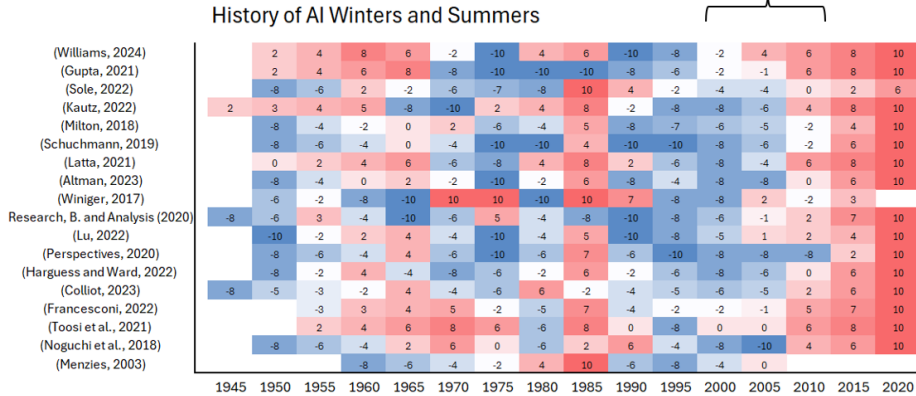 History of AI Winters and Summers
(Williams, 2024) 2 4 8 6 -2 -10 4 6 -10 -8 -2 4 6 8 10
(Gupta, 2021) 2 4 6 8 -8 -10 -10 -10 -8 -6 -2 -1 6 8 10
(Sole, 2022) -8 -6 2 -2 -6 -7 -8 10 4 -2 -4 -4 0 2 6
(Kautz, 2022) 2 3 4 5 -8 -10 2 4 8 -2 -8 -8 -6 4 8 10
(Milton, 2018) -8 -4 -2 0 2 -6 -4 5 -8 -7 -6 -5 -2 4 10
(Schuchmann, 2019) -8 -6 -4 0 -4 -10 -10 4 -10 -10 -8 -6 -2 6 10
(Latta, 2021) 0 2 4 6 -6 -8 4 8 2 -6 -8 -4 6 8 10
(Altman, 2023) -8 -4 0 2 -2 -10 -2 6 -8 -4 -8 -8 0 6 10
(Winiger, 2017) -6 -2 -8 -10 10 10 -10 10 7 -8 -8 2 -2 3
Research, B. and Analysis (2020) -8 -6 3 -4 -10 -6 5 -4 -8 -10 -8 -6 -1 2 7 10
(Lu, 2022) -10 -2 2 4 -4 -10 -4 5 -10 -8 -5 1 2 4 10
(Perspectives, 2020) -8 -6 -4 4 -6 -10 -6 7 -6 -10 -8 -8 -8 2 10
(Harguess and Ward, 2022) -8 -2 4 -4 -8 -6 -2 6 -2 -6 -8 -6 0 6 10
(Colliot, 2023) -8 -5 -3 -2 4 -4 -6 6 -2 -4 -5 -6 -5 2 6 10
(Francesconi, 2022) -3 3 4 5 -2 -5 7 -4 -2 -2 -1 5 7 10
(Toosi et al., 2021) 2 4 6 8 6 -6 8 0 -8 0 0 6 8 10
(Noguchi et al., 2018) -8 -6 -4 2 6 0 -6 2 6 -4 -8 -10 4 6 10
(Menzies, 2003) -8 -6 -4 -2 4 10 -6 -8 -4 0
1945 1950 1955 1960 1965 1970 1975 1980 1985 1990 1995 2000 2005 2010 2015 2020